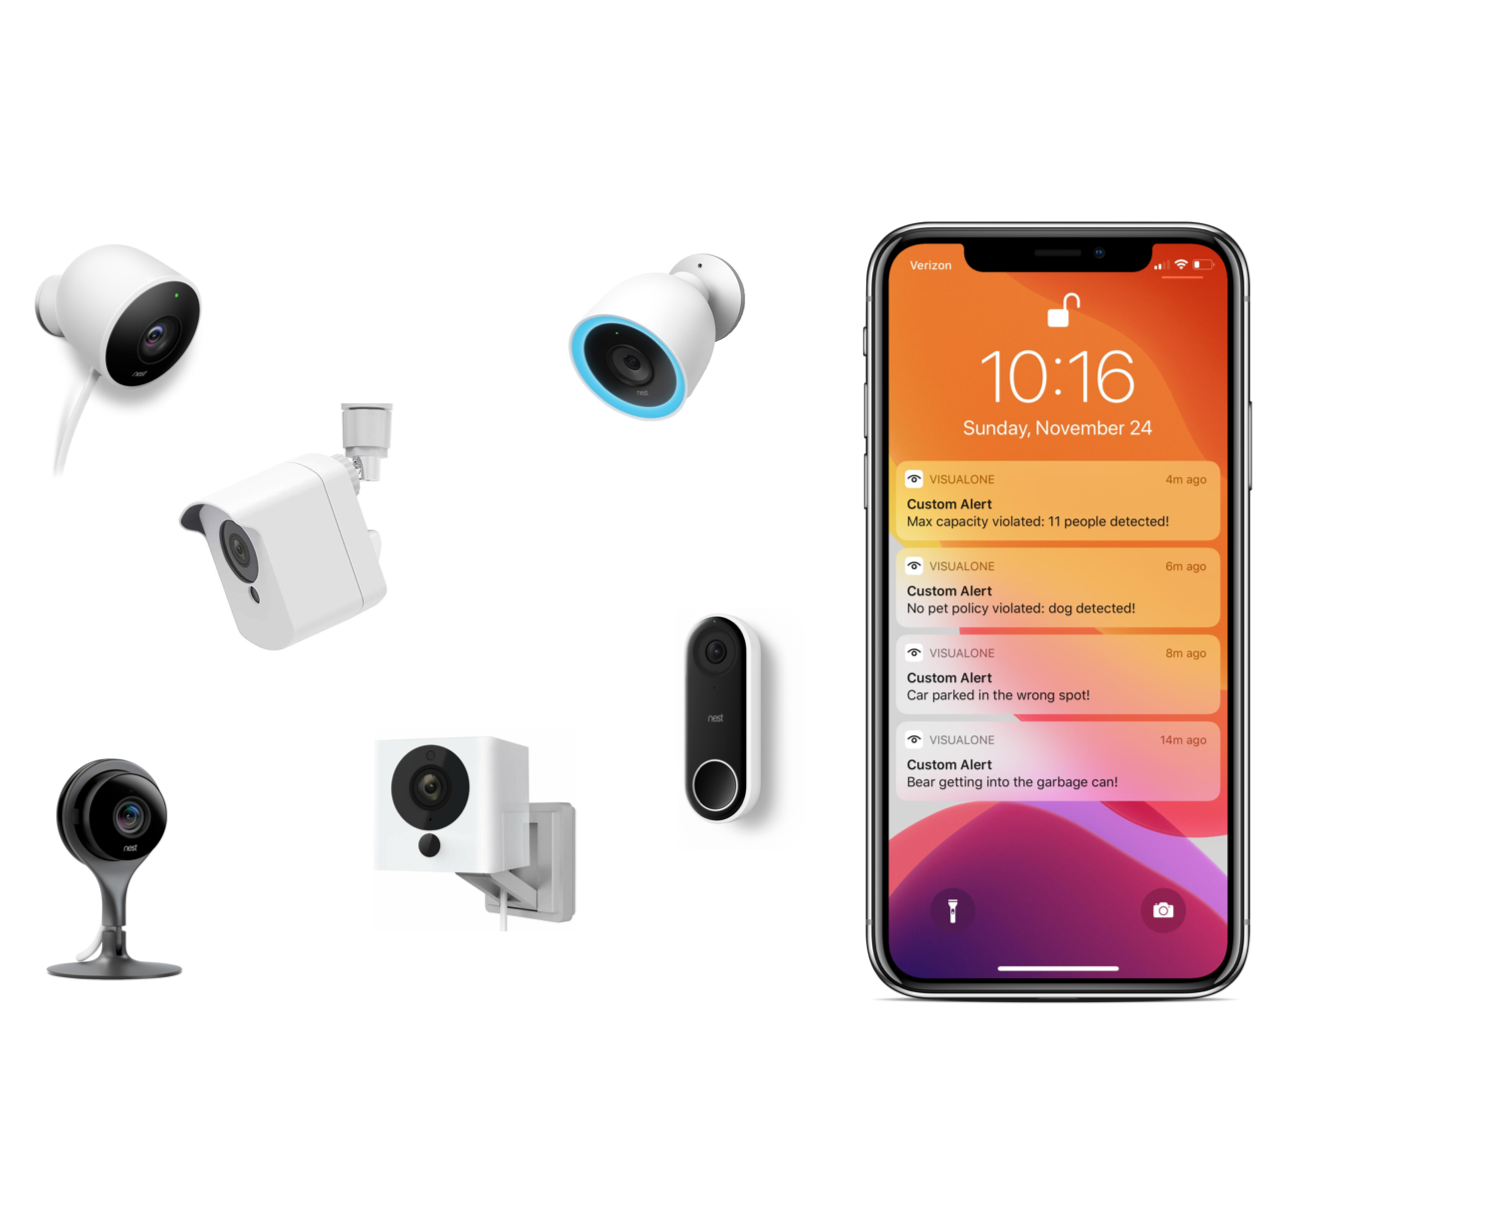 nest
nest
nest
nest
Verizon
10:16
Sunday, November 24
VISUALONE 4m ago
Custom Alert
Max capacity violated: 11 people detected!
VISUALONE 6m ago
Custom Alert
No pet policy violated: dog detected!
VISUALONE 8m ago
Custom Alert
Car parked in the wrong spot!
VISUALONE 14m ago
Custom Alert
Bear getting into the garbage can!